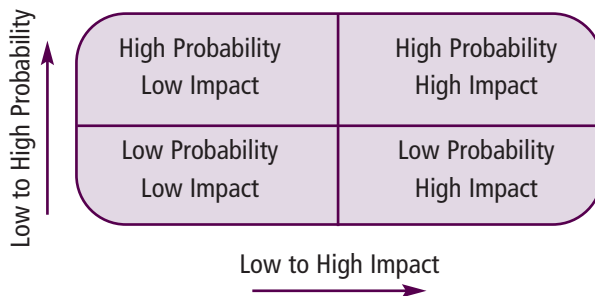 Low to High Probability
High Probability
Low Impact
High Probability
High Impact
Low Probability
Low Impact
Low Probability
High Impact
Low to High Impact